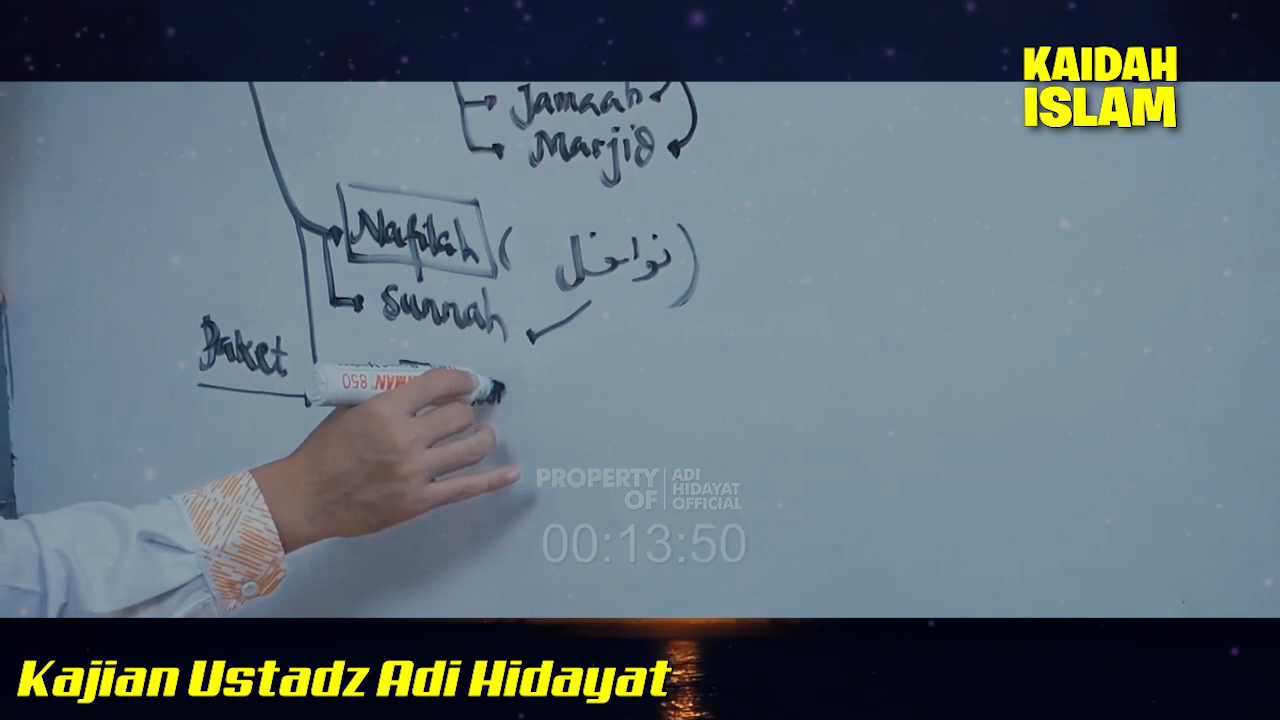 KAIDAH
ISLAM
Jamaah
Masjid
Nafilah ( نوافل )
Sunnah
Paket
850
PROPERTY OF ADI HIDAYAT OFFICIAL
00:13:50
Kajian Ustadz Adi Hidayat